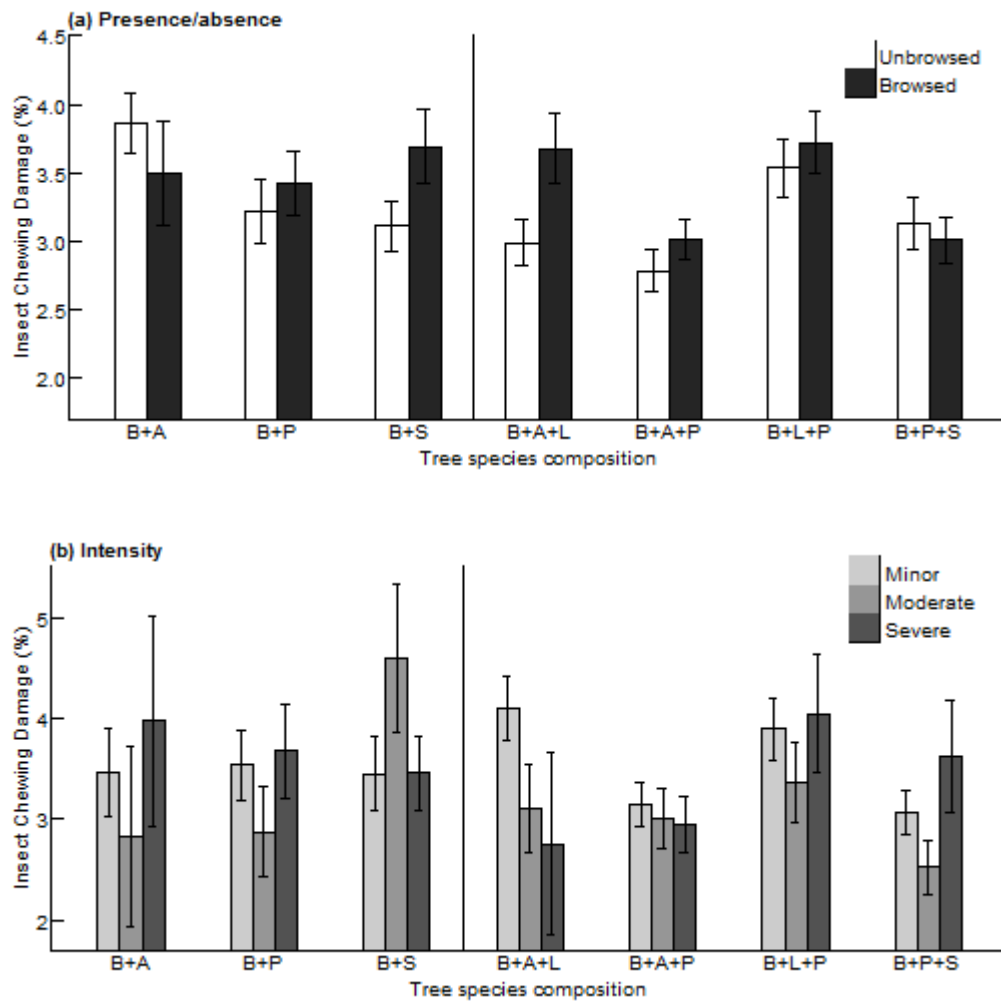 (a) Presence/absence
4.5
4.0
3.5
3.0
2.5
2.0
Insect Chewing Damage (%)
Unbrowsed
Browsed
B+A B+P B+S B+A+L B+A+P B+L+P B+P+S
Tree species composition
(b) Intensity
5
4
3
2
Insect Chewing Damage (%)
Minor
Moderate
Severe
B+A B+P B+S B+A+L B+A+P B+L+P B+P+S
Tree species composition